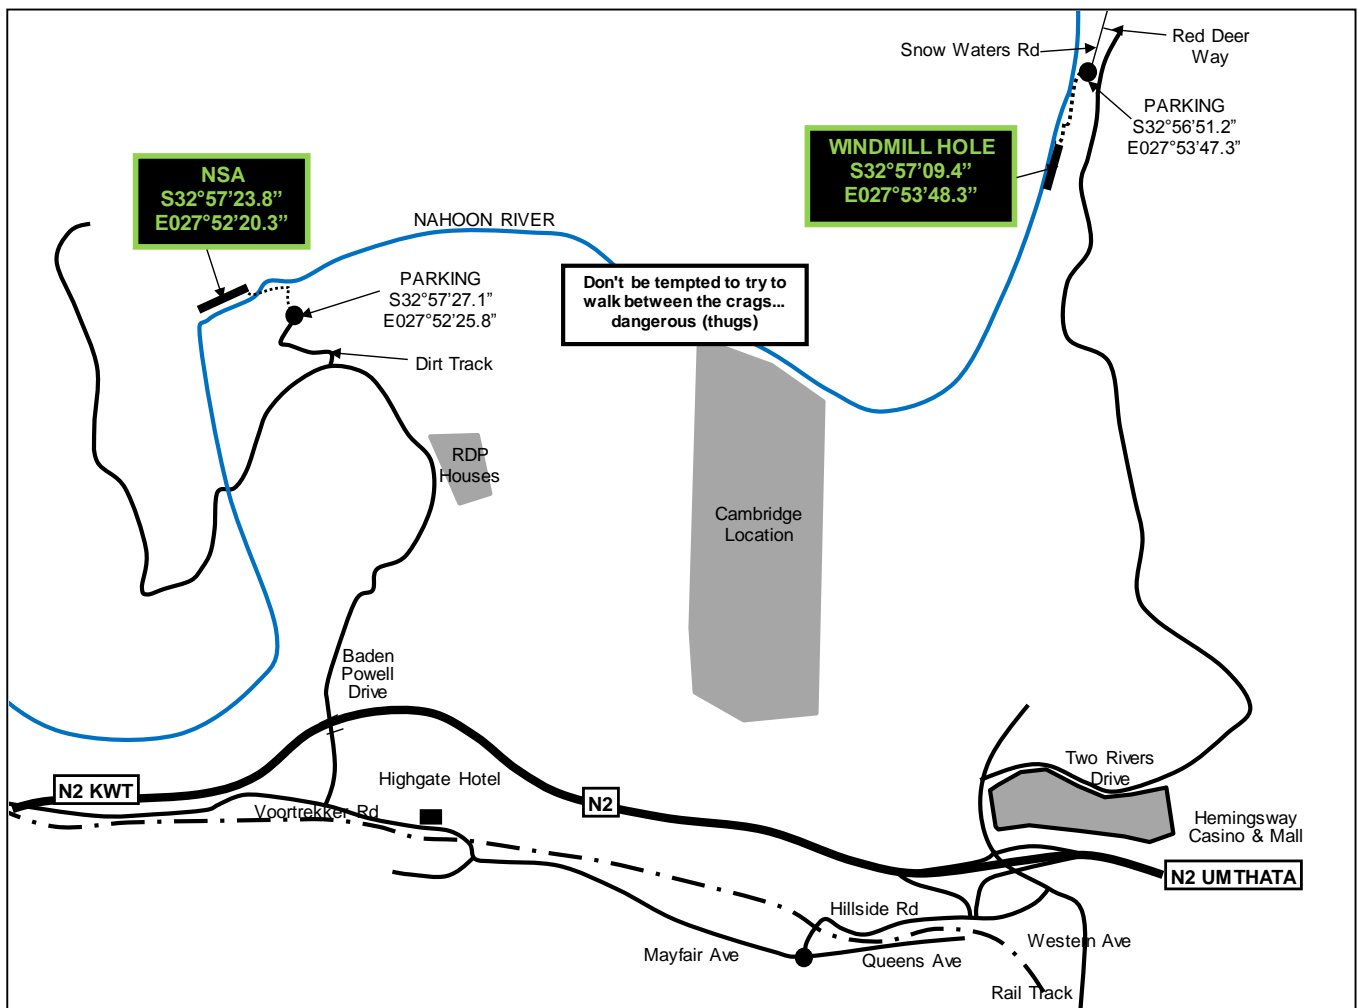 Snow Waters Rd
Red Deer
Way
PARKING
S32°56'51.2”
E027°53'47.3”
WINDMILL HOLE
S32°57’09.4”
E027°53’48.3”
NSA
S32°57’23.8”
E027°52’20.3”
NAHOON RIVER
PARKING
S32°57'27.1”
E027°52'25.8”
Don't be tempted to try to
walk between the crags...
dangerous (thugs)
Dirt Track
RDP
Houses
Cambridge
Location
Baden
Powell
Drive
Two Rivers
Drive
Highgate Hotel
N2 KWT
N2
Voortrekker Rd
Hemingsway
Casino & Mall
N2 UMTHATA
Hillside Rd
Western Ave
Mayfair Ave
Queens Ave
Rail Track